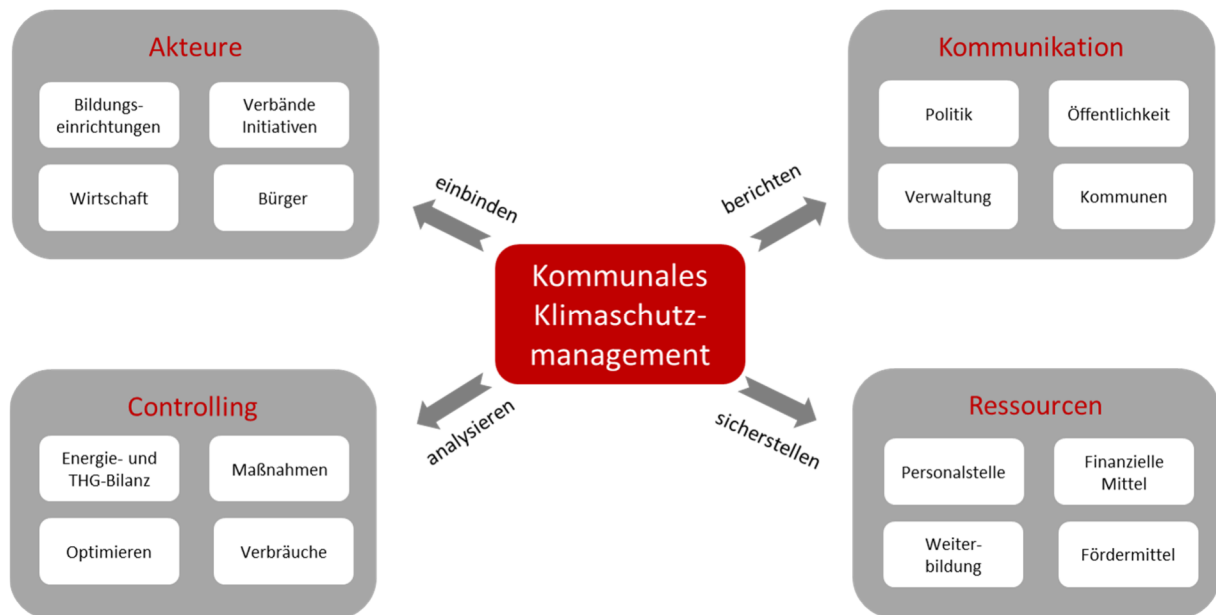 Akteure
Bildungs-
einrichtungen
Verbände
Initiativen
Wirtschaft
Bürger
Kommunikation
Politik
Öffentlichkeit
Verwaltung
Kommunen
einbinden
berichten
Kommunales
Klimaschutz-
management
analysieren
sicherstellen
Controlling
Energie- und
THG-Bilanz
Maßnahmen
Optimieren
Verbräuche
Ressourcen
Personalstelle
Finanzielle
Mittel
Weiter-
bildung
Fördermittel